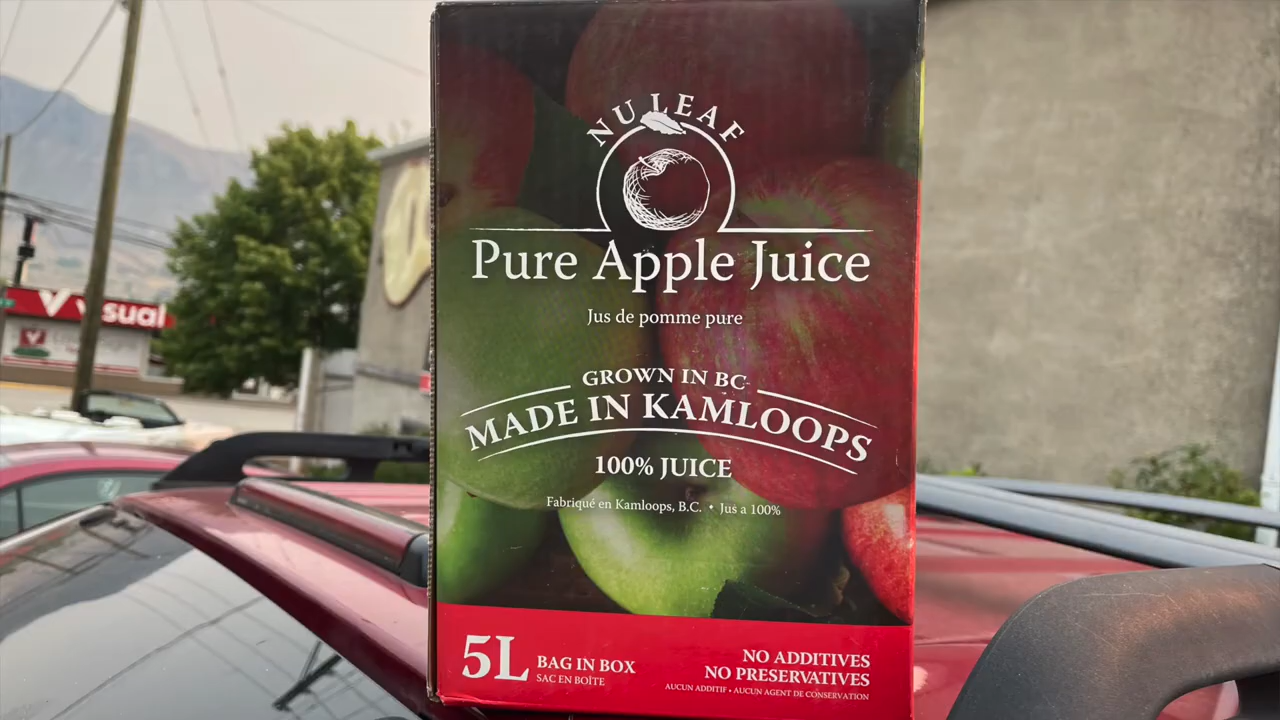 NU LEAF
Pure Apple Juice
Jus de pomme pure
GROWN IN BC
MADE IN KAMLOOPS
100% JUICE
Fabriqué en Kamloops, B.C. • Jus a 100%
5L BAG IN BOX
SAC EN BOÎTE
NO ADDITIVES
NO PRESERVATIVES
AUCUN ADDITIF • AUCUN AGENT DE CONSERVATION
visual